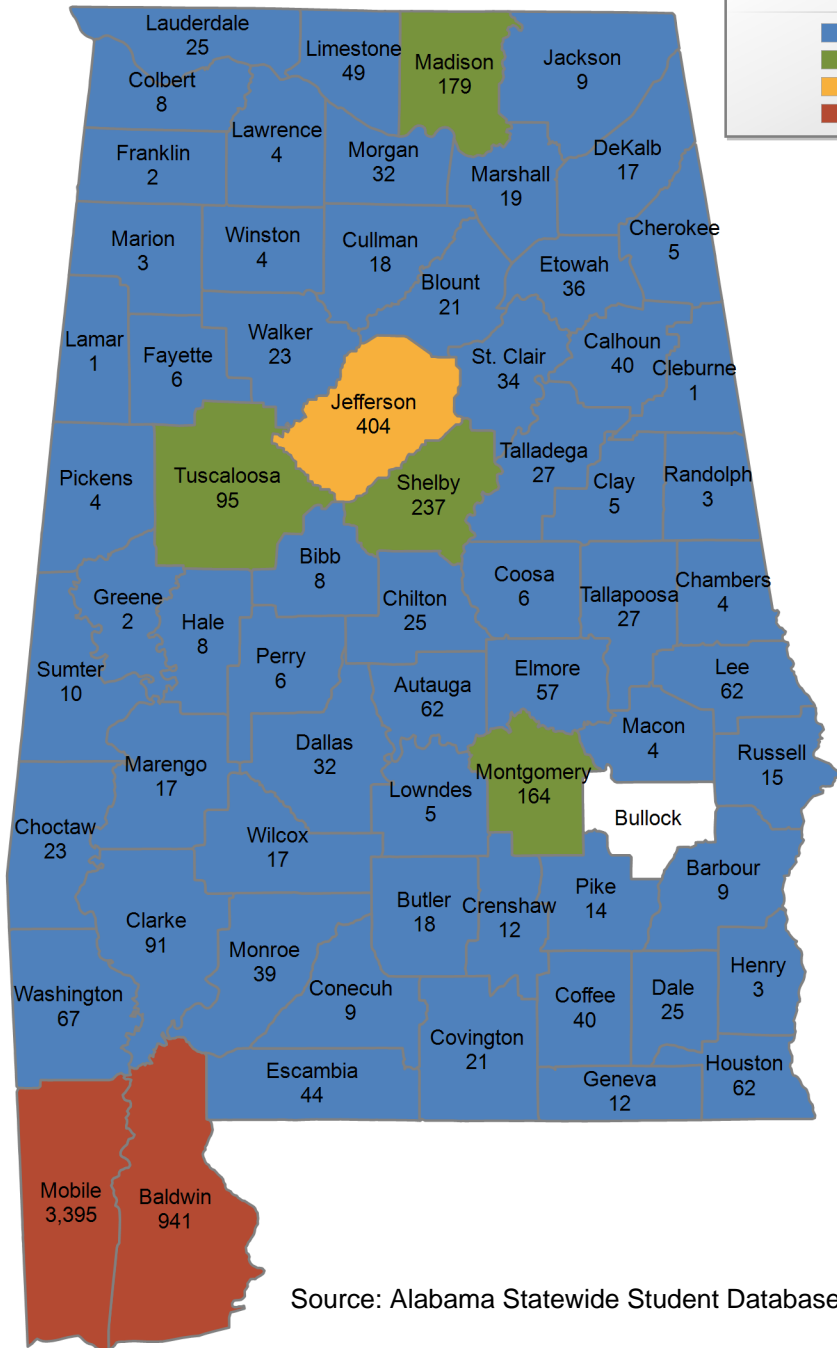 Lauderdale
25
Limestone
49
Madison
179
Jackson
9
Colbert
8
Lawrence
4
Franklin
2
Morgan
32
Marshall
19
DeKalb
17
Marion
3
Winston
4
Cullman
18
Blount
21
Etowah
36
Cherokee
5
Lamar
1
Fayette
6
Walker
23
St. Clair
34
Calhoun
40
Cleburne
1
Jefferson
404
Pickens
4
Tuscaloosa
95
Shelby
237
Talladega
27
Clay
5
Randolph
3
Bibb
8
Greene
2
Hale
8
Chilton
25
Coosa
6
Tallapoosa
27
Chambers
4
Sumter
10
Perry
6
Autauga
62
Elmore
57
Lee
62
Macon
4
Russell
15
Marengo
17
Dallas
32
Lowndes
5
Montgomery
164
Bullock
Choctaw
23
Wilcox
17
Barbour
9
Clarke
91
Butler
18
Crenshaw
12
Pike
14
Monroe
39
Washington
67
Conecuh
9
Covington
21
Coffee
40
Dale
25
Henry
3
Escambia
44
Geneva
12
Houston
62
Mobile
3,395
Baldwin
941
Source: Alabama Statewide Student Database